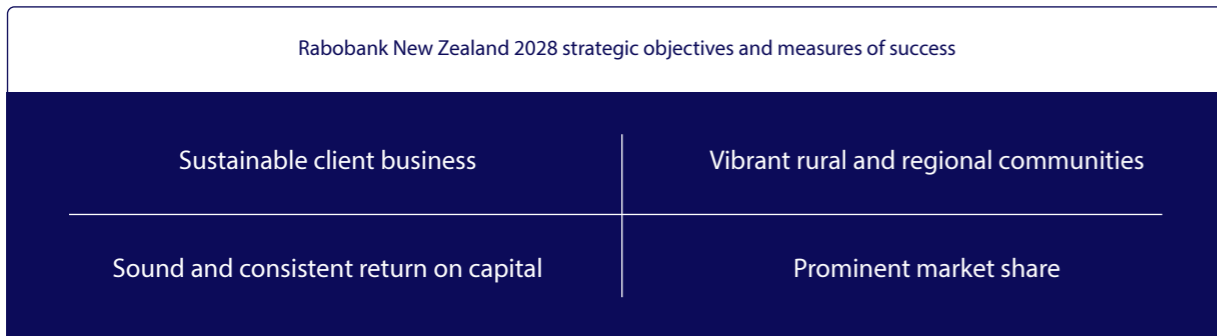 Rabobank New Zealand 2028 strategic objectives and measures of success
Sustainable client business
Vibrant rural and regional communities
Sound and consistent return on capital
Prominent market share